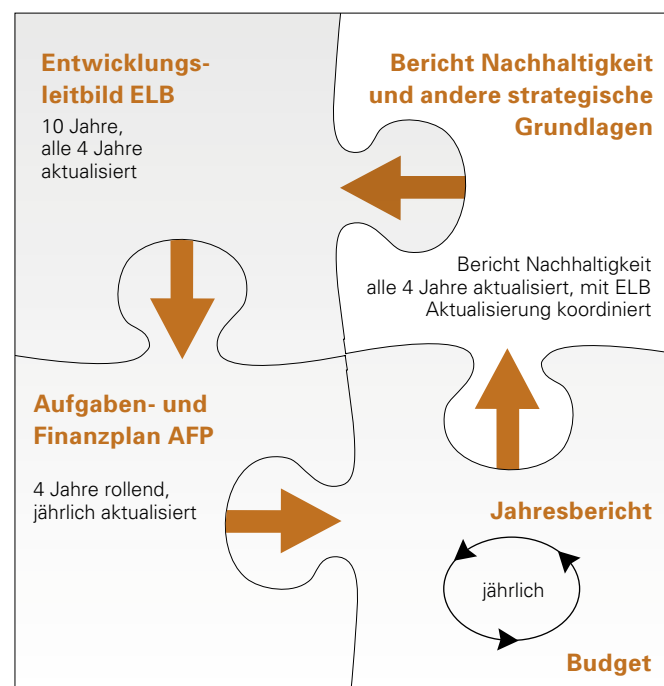 Entwicklungs-
leitbild ELB
10 Jahre,
alle 4 Jahre
aktualisiert
Bericht Nachhaltigkeit
und andere strategische
Grundlagen
Bericht Nachhaltigkeit
alle 4 Jahre aktualisiert, mit ELB
Aktualisierung koordiniert
Aufgaben- und
Finanzplan AFP
4 Jahre rollend,
jährlich aktualisiert
Jahresbericht
jährlich
Budget